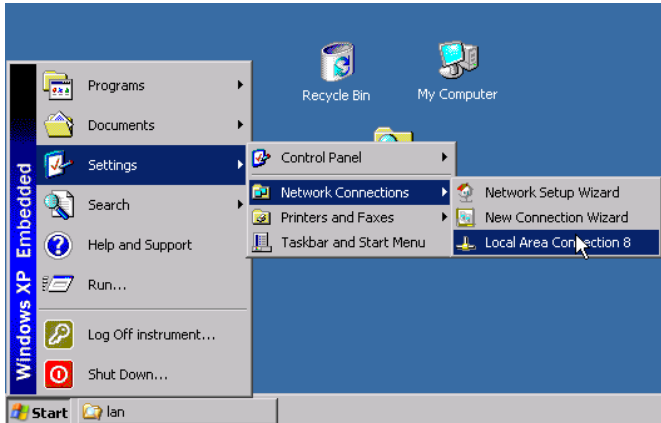 Recycle Bin
My Computer
Programs
Documents
Settings
Search
Help and Support
Run...
Log Off instrument...
Shut Down...
Windows XP Embedded
Control Panel
Network Connections
Printers and Faxes
Taskbar and Start Menu
Network Setup Wizard
New Connection Wizard
Local Area Connection 8
Start
lan